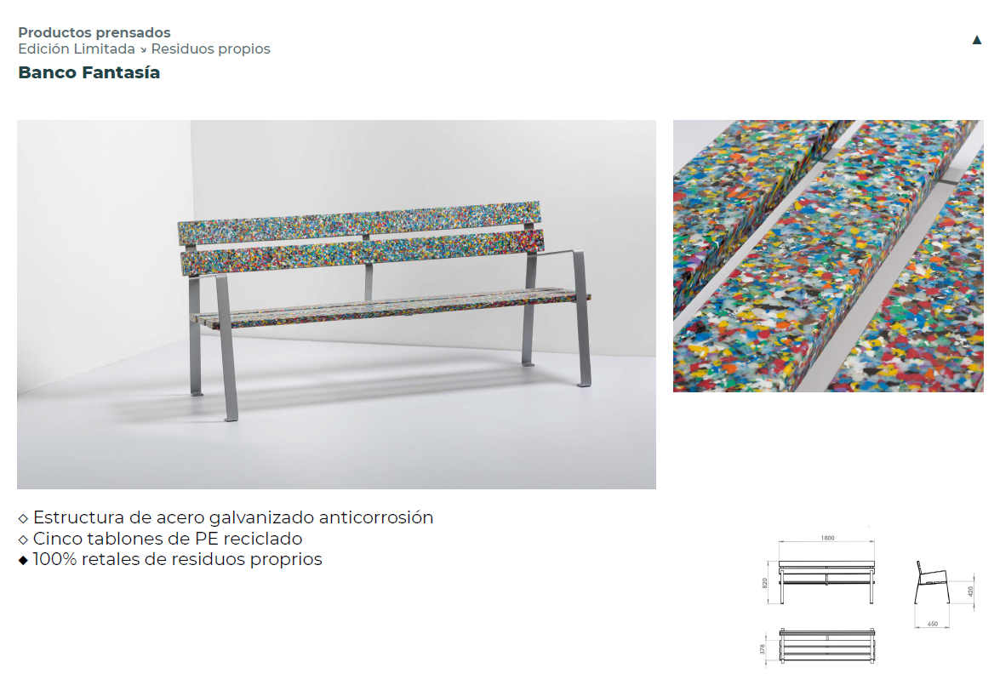 Productos prensados
Edición Limitada ↘ Residuos propios
▲
Banco Fantasía
◇ Estructura de acero galvanizado anticorrosión
◇ Cinco tablones de PE reciclado
◆ 100% retales de residuos proprios
1800
820
420
650
378